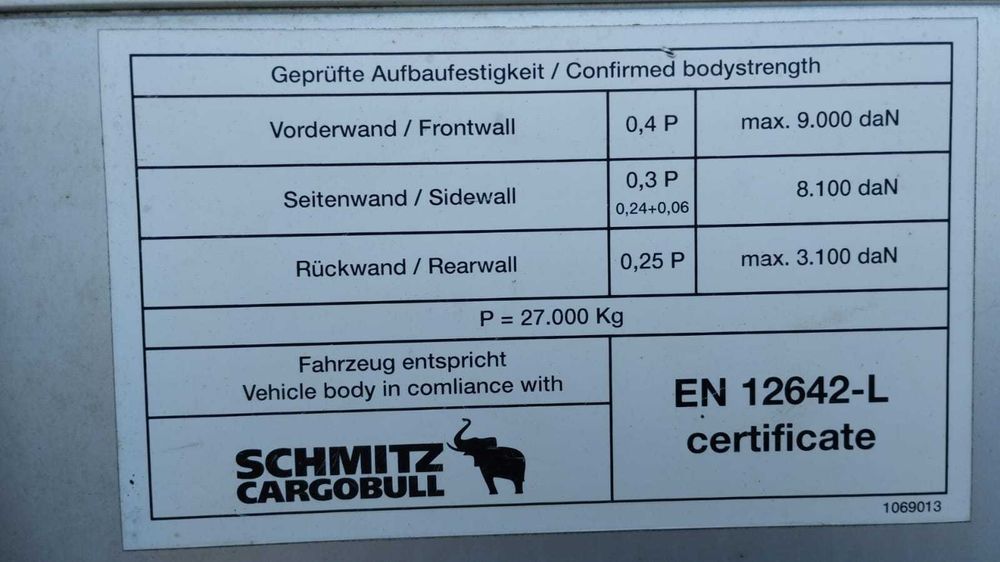 Geprüfte Aufbaufestigkeit / Confirmed bodystrength
Vorderwand / Frontwall 0,4 P max. 9.000 daN
Seitenwand / Sidewall 0,3 P 8.100 daN
0,24+0,06
Rückwand / Rearwall 0,25 P max. 3.100 daN
P = 27.000 Kg
Fahrzeug entspricht
Vehicle body in comliance with
EN 12642-L
certificate
SCHMITZ
CARGOBULL
1069013